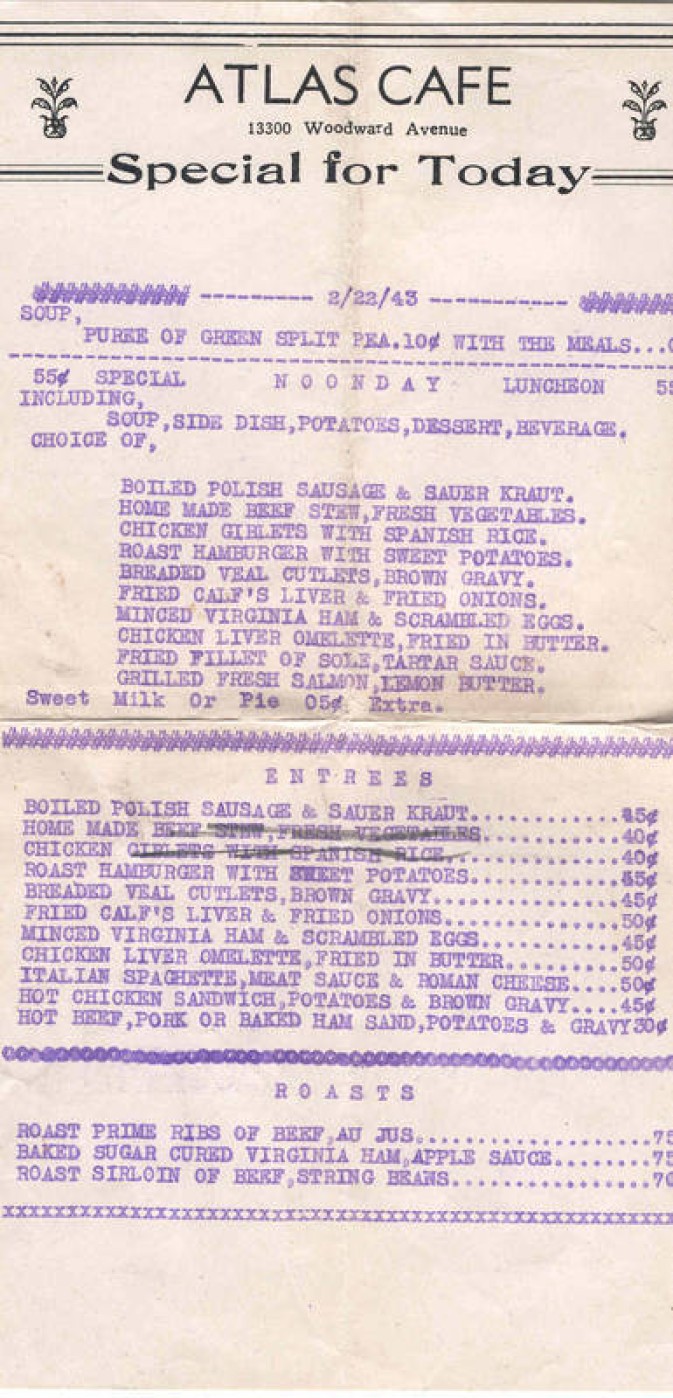 ATLAS CAFE
13300 Woodward Avenue
Special for Today
2/22/43
SOUP,
PUREE OF GREEN SPLIT PEA.10¢ WITH THE MEALS...
55¢ SPECIAL N O O N D A Y LUNCHEON 55
INCLUDING,
SOUP,SIDE DISH,POTATOES,DESSERT,BEVERAGE.
CHOICE OF,
BOILED POLISH SAUSAGE & SAUER KRAUT.
HOME MADE BEEF STEW,FRESH VEGETABLES.
CHICKEN GIBLETS WITH SPANISH RICE.
ROAST HAMBURGER WITH SWEET POTATOES.
BREADED VEAL CUTLETS,BROWN GRAVY.
FRIED CALF'S LIVER & FRIED ONIONS.
MINCED VIRGINIA HAM & SCRAMBLED EGGS.
CHICKEN LIVER OMELETTE,FRIED IN BUTTER.
FRIED FILLET OF SOLE,TARTAR SAUCE.
GRILLED FRESH SALMON,LEMON BUTTER.
Sweet Milk Or Pie 05¢ Extra.
E N T R E E S
BOILED POLISH SAUSAGE & SAUER KRAUT............45¢
HOME MADE BEEF STEW,FRESH VEGETABLES...........40¢
CHICKEN GIBLETS WITH SPANISH RICE..............40¢
ROAST HAMBURGER WITH SWEET POTATOES............45¢
BREADED VEAL CUTLETS,BROWN GRAVY...............45¢
FRIED CALF'S LIVER & FRIED ONIONS..............50¢
MINCED VIRGINIA HAM & SCRAMBLED EGGS...........45¢
CHICKEN LIVER OMELETTE,FRIED IN BUTTER.........50¢
ITALIAN SPAGHETTE,MEAT SAUCE & ROMAN CHEESE....50¢
HOT CHICKEN SANDWICH,POTATOES & BROWN GRAVY....45¢
HOT BEEF,PORK OR BAKED HAM SAND,POTATOES & GRAVY30¢
R O A S T S
ROAST PRIME RIBS OF BEEF,AU JUS....................75
BAKED SUGAR CURED VIRGINIA HAM,APPLE SAUCE........75
ROAST SIRLOIN OF BEEF,STRING BEANS.................70